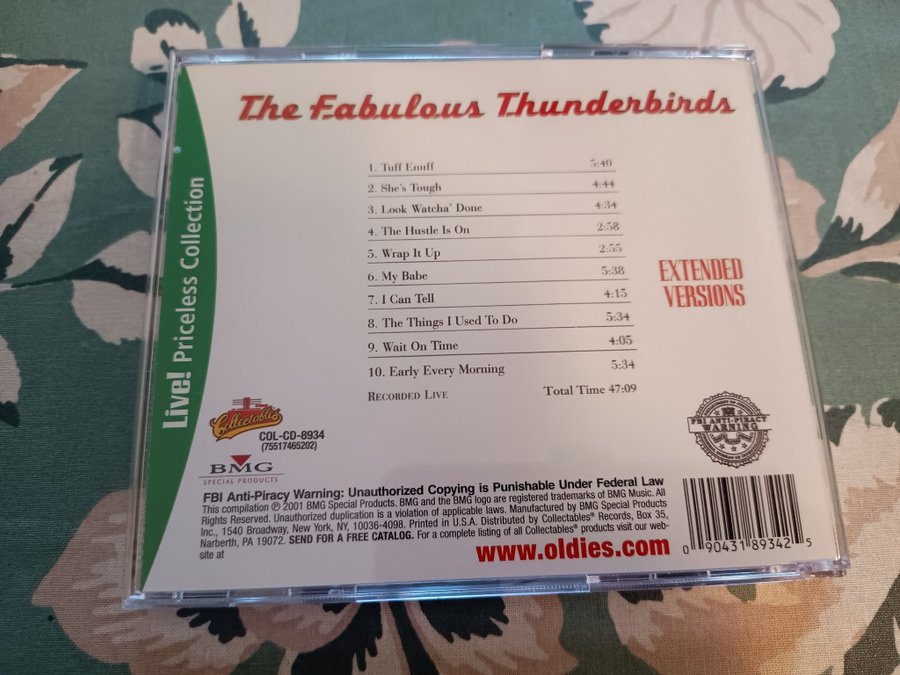 The Fabulous Thunderbirds
1. Tuff Enuff 5:40
2. She's Tough 4:44
3. Look Watcha' Done 4:34
4. The Hustle Is On 2:58
5. Wrap It Up 2:55
6. My Babe 5:38
7. I Can Tell 4:15
8. The Things I Used To Do 5:34
9. Wait On Time 4:05
10. Early Every Morning 5:34
Recorded Live Total Time 47:09
EXTENDED
VERSIONS
Live! Priceless Collection
Collectables
COL-CD-8934
(75517465202)
BMG
SPECIAL PRODUCTS
FBI ANTI-PIRACY
WARNING
FBI Anti-Piracy Warning: Unauthorized Copying is Punishable Under Federal Law
This compilation ℗ 2001 BMG Special Products. BMG and the BMG logo are registered trademarks of BMG Music. All
Rights Reserved. Unauthorized duplication is a violation of applicable laws. Manufactured by BMG Special Products
Inc., 1540 Broadway, New York, NY, 10036-4098. Printed in U.S.A. Distributed by Collectables® Records, Box 35,
Narberth, PA 19072. SEND FOR A FREE CATALOG. For a complete listing of all Collectables® products visit our web-
site at
www.oldies.com
0 90431 89342 5